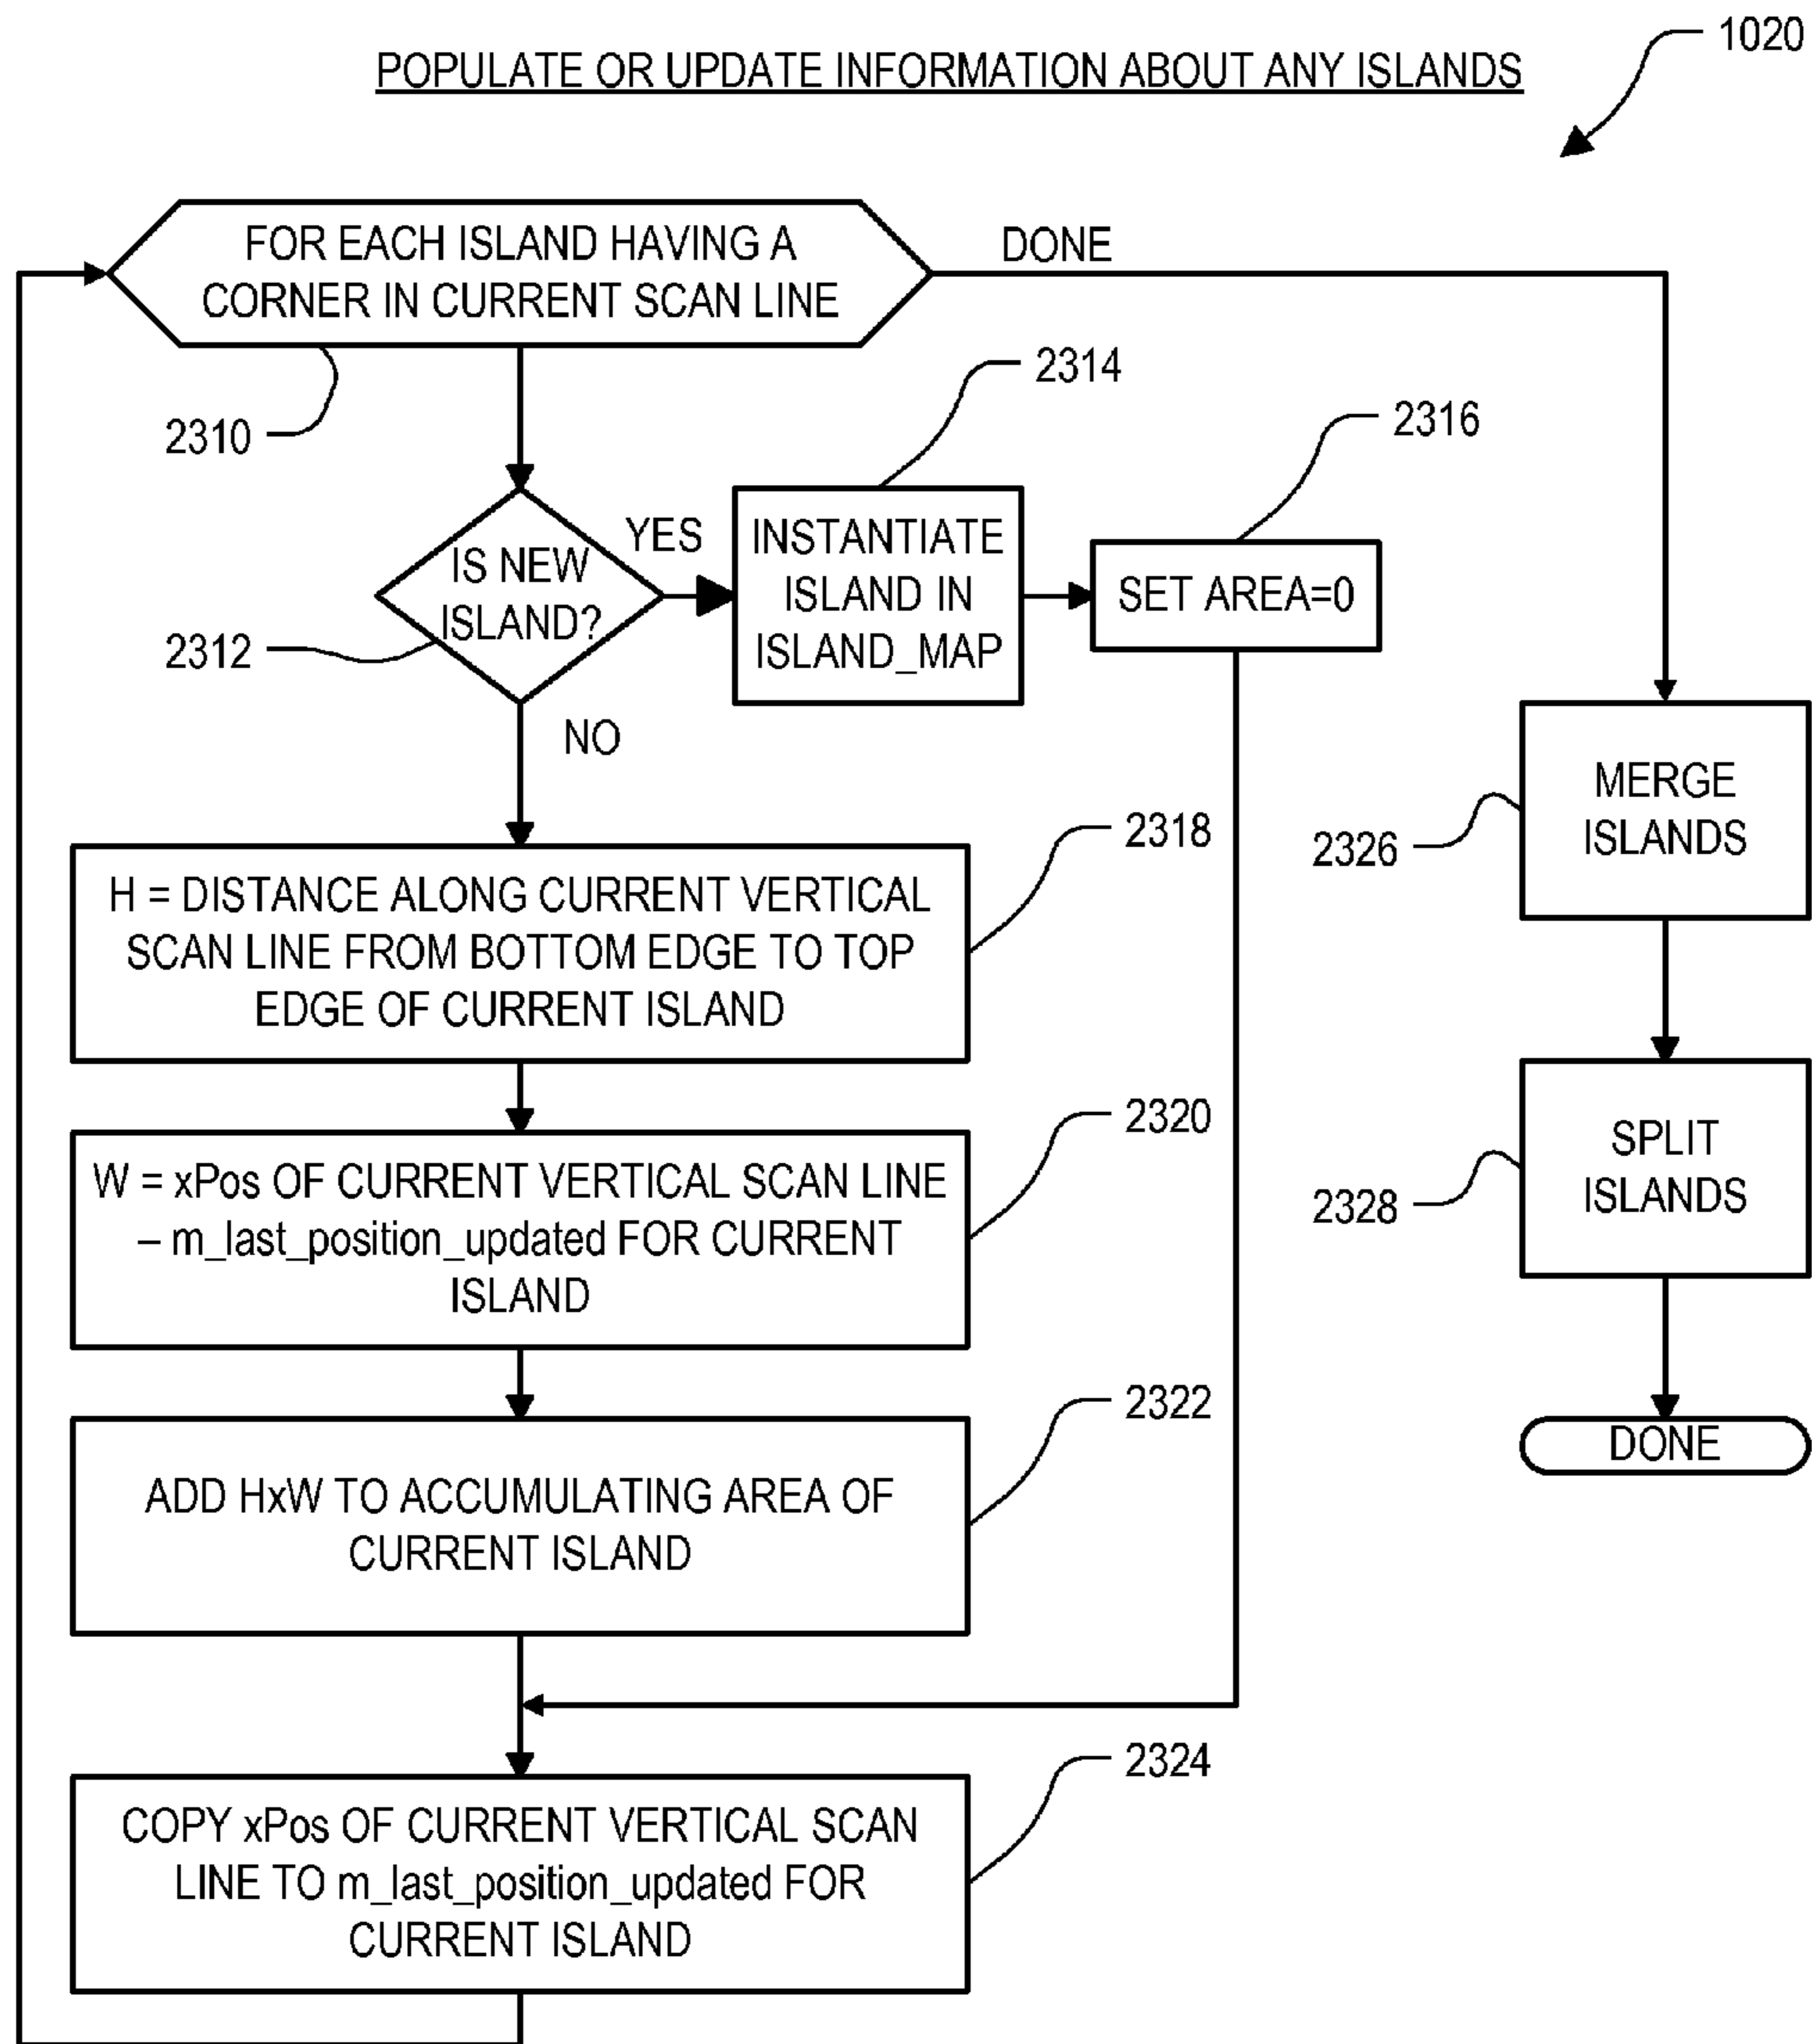 1020
POPULATE OR UPDATE INFORMATION ABOUT ANY ISLANDS
FOR EACH ISLAND HAVING A
CORNER IN CURRENT SCAN LINE
DONE
2310
2314
2316
IS NEW
ISLAND?
YES
2312
INSTANTIATE
ISLAND IN
ISLAND_MAP
SET AREA=0
NO
2318
H = DISTANCE ALONG CURRENT VERTICAL
SCAN LINE FROM BOTTOM EDGE TO TOP
EDGE OF CURRENT ISLAND
MERGE
ISLANDS
2326
2320
W = xPos OF CURRENT VERTICAL SCAN LINE
– m_last_position_updated FOR CURRENT
ISLAND
SPLIT
ISLANDS
2328
2322
ADD HxW TO ACCUMULATING AREA OF
CURRENT ISLAND
DONE
2324
COPY xPos OF CURRENT VERTICAL SCAN
LINE TO m_last_position_updated FOR
CURRENT ISLAND